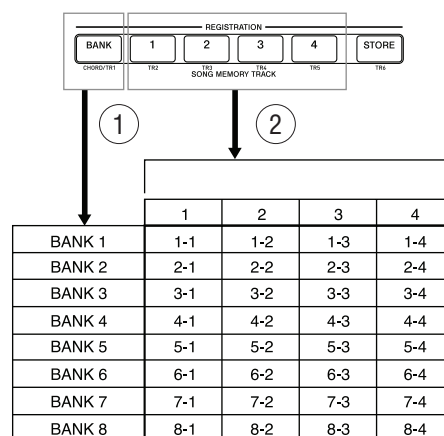 REGISTRATION
BANK 1 2 3 4 STORE
CHORD/TR1 TR2 TR3 TR4 TR5 TR6
SONG MEMORY TRACK
1 2
1 2 3 4
BANK 1 1-1 1-2 1-3 1-4
BANK 2 2-1 2-2 2-3 2-4
BANK 3 3-1 3-2 3-3 3-4
BANK 4 4-1 4-2 4-3 4-4
BANK 5 5-1 5-2 5-3 5-4
BANK 6 6-1 6-2 6-3 6-4
BANK 7 7-1 7-2 7-3 7-4
BANK 8 8-1 8-2 8-3 8-4